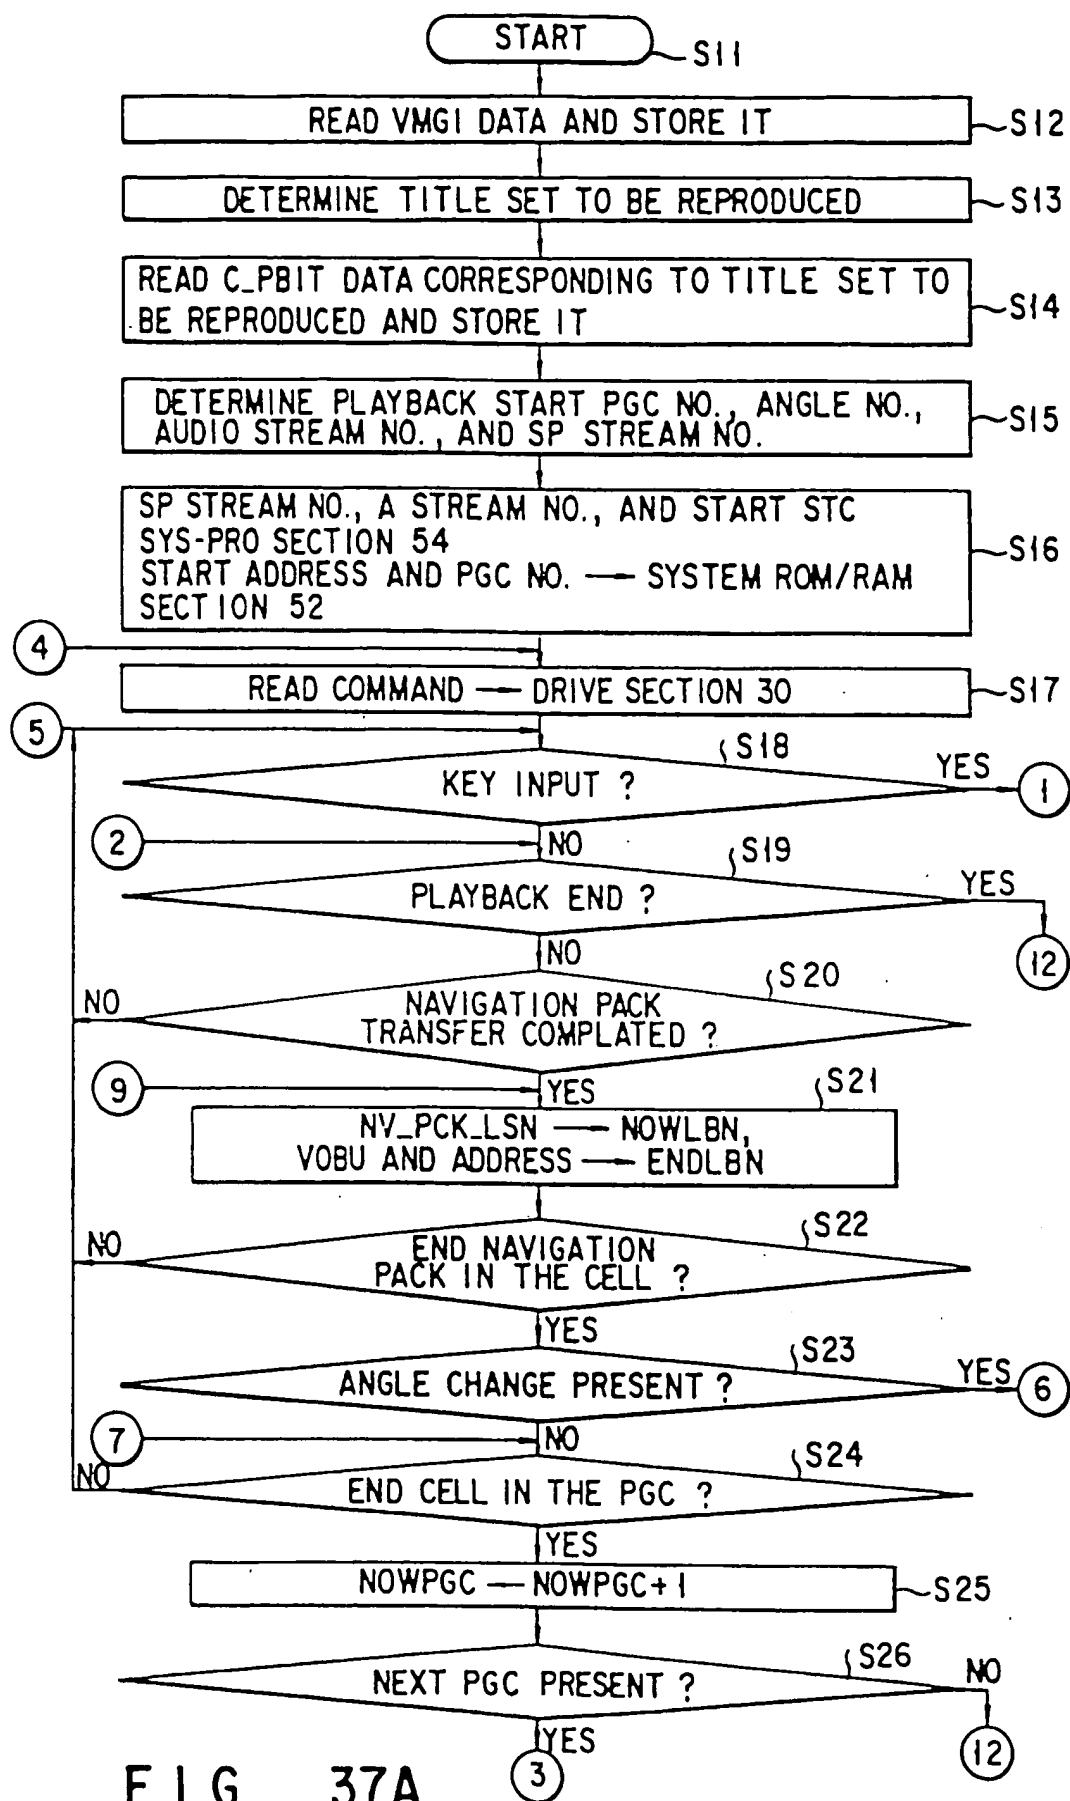 START
S11
READ VMGI DATA AND STORE IT
S12
DETERMINE TITLE SET TO BE REPRODUCED
S13
READ C_PBIT DATA CORRESPONDING TO TITLE SET TO
BE REPRODUCED AND STORE IT
S14
DETERMINE PLAYBACK START PGC NO., ANGLE NO.,
AUDIO STREAM NO., AND SP STREAM NO.
S15
SP STREAM NO., A STREAM NO., AND START STC
SYS-PRO SECTION 54
START ADDRESS AND PGC NO. → SYSTEM ROM/RAM
SECTION 52
S16
4
READ COMMAND → DRIVE SECTION 30
S17
5
S18
KEY INPUT ?
YES
1
2
NO
S19
PLAYBACK END ?
YES
12
NO
S20
NO
NAVIGATION PACK
TRANSFER COMPLATED ?
9
YES
S21
NV_PCK_LSN → NOWLBN,
VOBU AND ADDRESS → ENDLBN
S22
NO
END NAVIGATION
PACK IN THE CELL ?
YES
S23
ANGLE CHANGE PRESENT ?
YES
6
7
NO
S24
NO
END CELL IN THE PGC ?
YES
NOWPGC — NOWPGC+1
S25
S26
NEXT PGC PRESENT ?
NO
12
YES
3
FIG. 37A